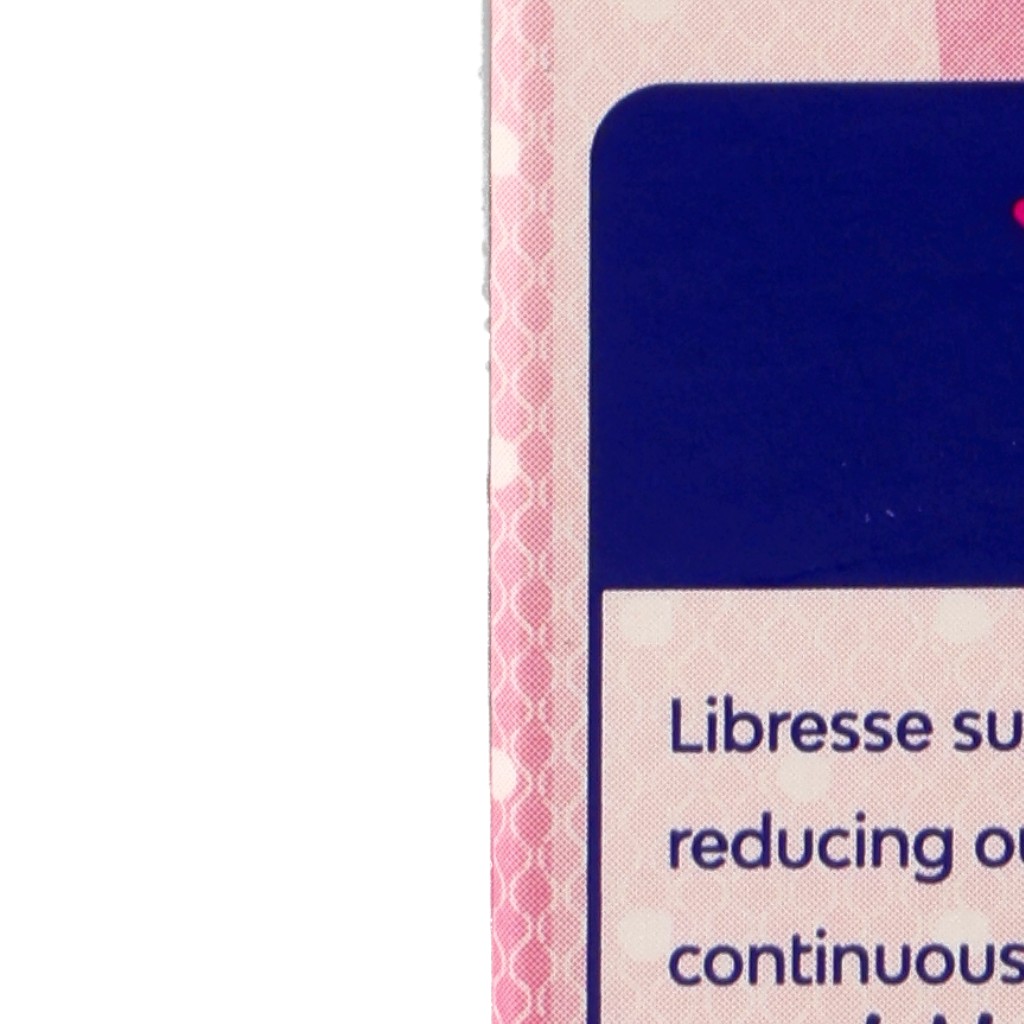 Libresse su
reducing ou
continuous